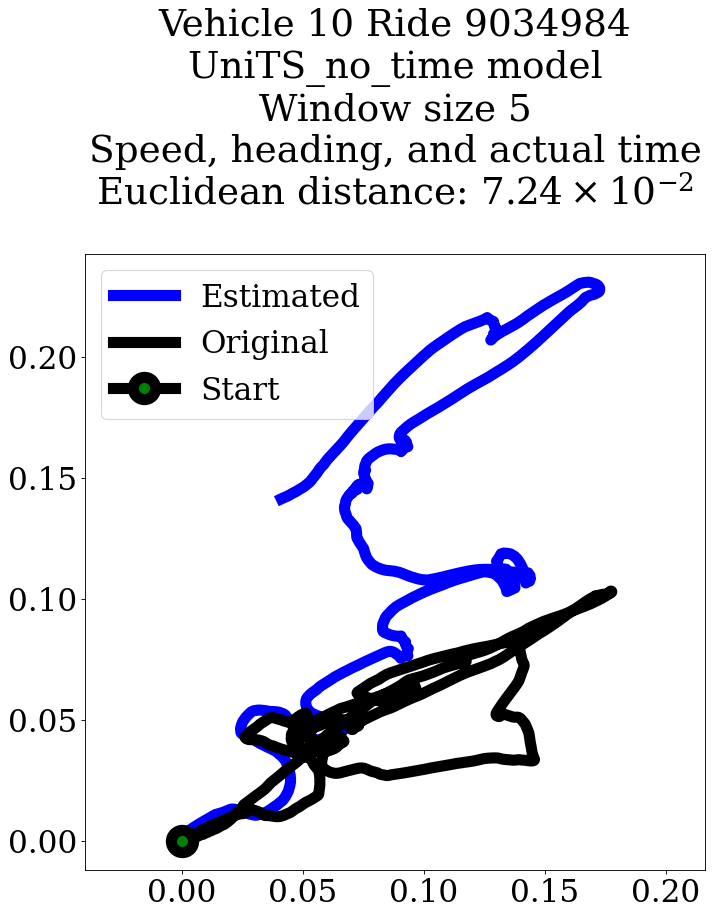 Vehicle 10 Ride 9034984
UniTS_no_time model
Window size 5
Speed, heading, and actual time
Euclidean distance: 7.24 × 10⁻²
Estimated
Original
Start
0.20
0.15
0.10
0.05
0.00
0.00 0.05 0.10 0.15 0.20